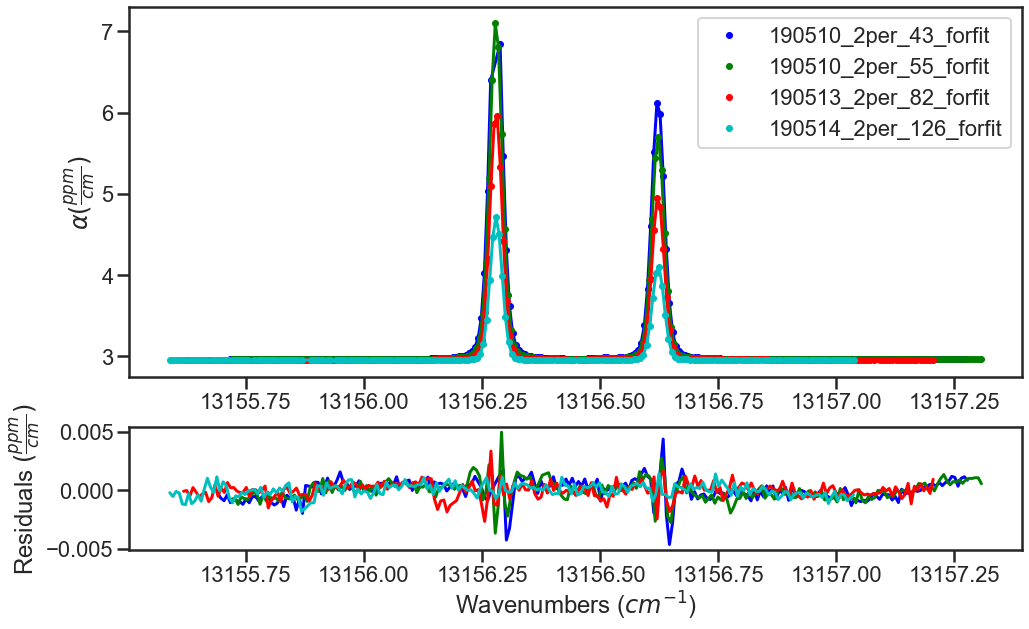 α(ppm/cm)
7
6
5
4
3
190510_2per_43_forfit
190510_2per_55_forfit
190513_2per_82_forfit
190514_2per_126_forfit
13155.75 13156.00 13156.25 13156.50 13156.75 13157.00 13157.25
Residuals (ppm/cm)
0.005
0.000
−0.005
13155.75 13156.00 13156.25 13156.50 13156.75 13157.00 13157.25
Wavenumbers (cm⁻¹)